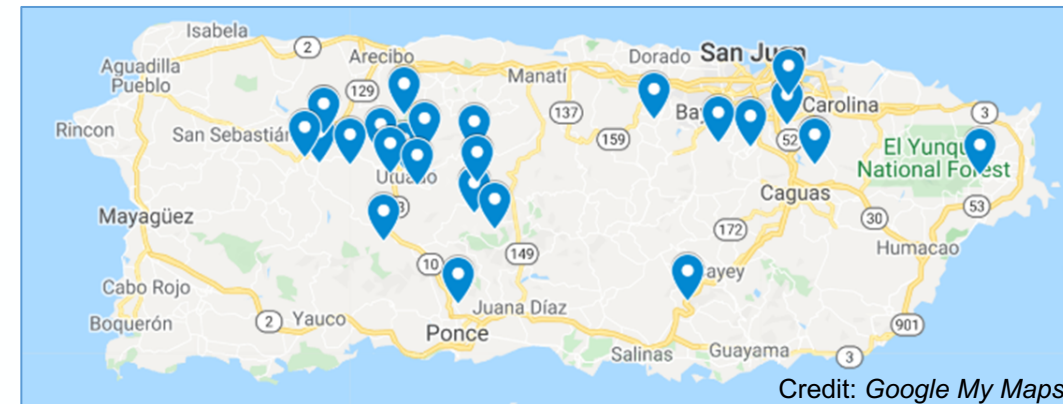 Isabela
2
Arecibo
Dorado
San Juan
Aguadilla
Pueblo
129
Manatí
137
Carolina
3
Rincon
San Sebastián
159
52
El Yunque
National Forest
Utuado
Caguas
Mayagüez
53
172
30
149
Humacao
10
Cabo Rojo
Juana Díaz
Boquerón
2
Yauco
Ponce
901
Salinas
Guayama
3
Credit: Google My Maps